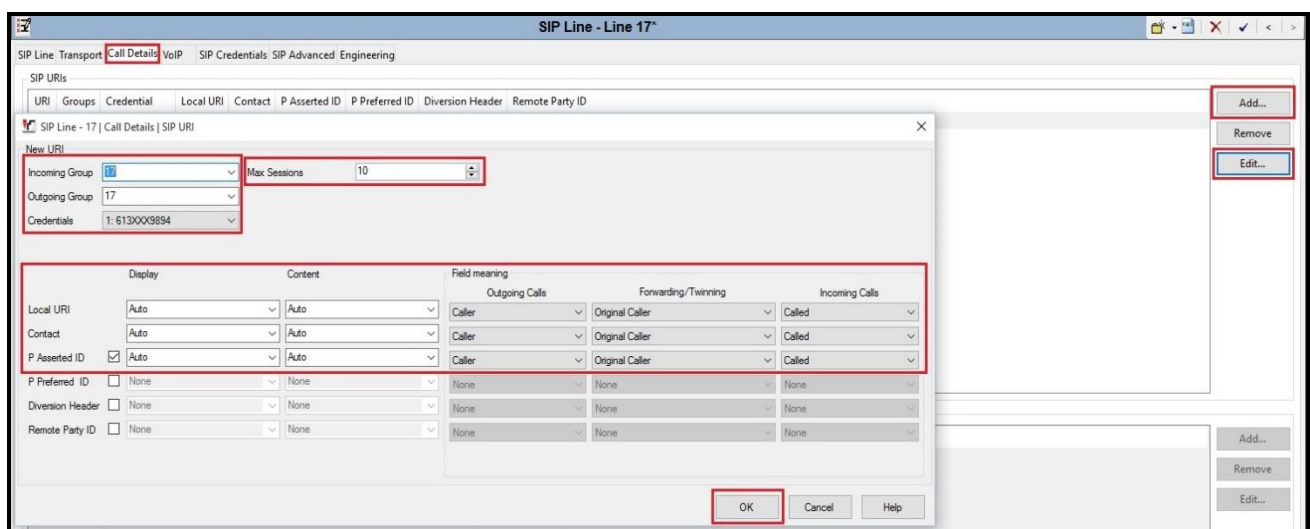 SIP Line - Line 17*
SIP Line Transport Call Details VoIP SIP Credentials SIP Advanced Engineering
SIP URIs
URI Groups Credential Local URI Contact P Asserted ID P Preferred ID Diversion Header Remote Party ID
Add...
SIP Line - 17 | Call Details | SIP URI
Remove
New URI
Incoming Group 17 Max Sessions 10
Edit...
Outgoing Group 17
Credentials 1: 613XXX9894
Display Content Field meaning
Outgoing Calls Forwarding/Twinning Incoming Calls
Local URI Auto Auto Caller Original Caller Called
Contact Auto Auto Caller Original Caller Called
P Asserted ID Auto Auto Caller Original Caller Called
P Preferred ID None None None None None
Diversion Header None None None None None
Remote Party ID None None None None None
Add...
Remove
Edit...
OK Cancel Help